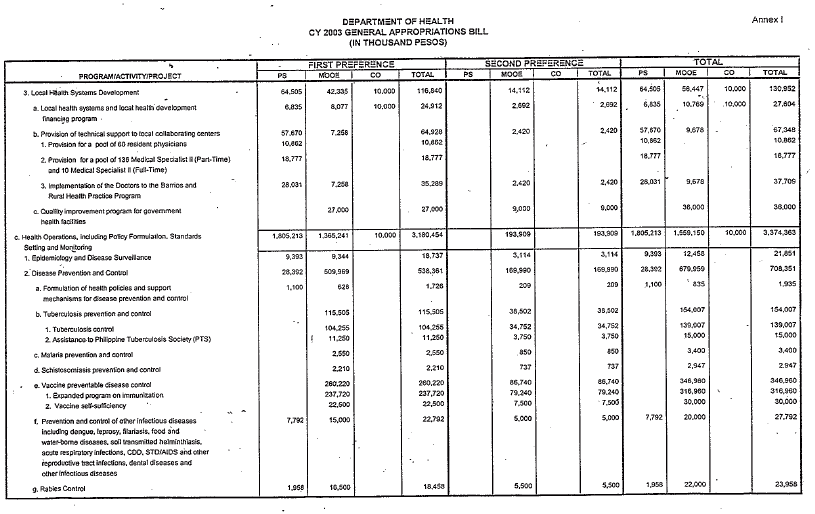 DEPARTMENT OF HEALTH
CY 2003 GENERAL APPROPRIATIONS BILL
(IN THOUSAND PESOS)
Annex I
PROGRAM/ACTIVITY/PROJECT FIRST PREFERENCE SECOND PREFERENCE TOTAL
PS MOOE CO TOTAL PS MOOE CO TOTAL PS MOOE CO TOTAL
3. Local Health Systems Development 64,505 42,335 10,000 116,840 14,112 14,112 64,505 56,447 10,000 130,952
a. Local health systems and local health development 6,835 8,077 10,000 24,912 2,692 2,692 6,835 10,769 10,000 27,604
financing program
b. Provision of technical support to local collaborating centers 57,670 7,258 64,928 2,420 2,420 57,670 9,678 67,348
1. Provision for a pool of 60 resident physicians 10,862 10,862 10,862 10,862
2. Provision for a pool of 136 Medical Specialist II (Part-Time) 18,777 18,777 18,777 18,777
and 10 Medical Specialist II (Full-Time)
3. Implementation of the Doctors to the Barrios and 28,031 7,258 35,289 2,420 2,420 28,031 9,678 37,709
Rural Health Practice Program
c. Quality improvement program for government 27,000 27,000 9,000 9,000 36,000 36,000
health facilities
c. Health Operations, including Policy Formulation, Standards 1,805,213 1,365,241 10,000 3,180,454 193,909 193,909 1,805,213 1,559,150 10,000 3,374,363
Setting and Monitoring
1. Epidemiology and Disease Surveillance 9,393 9,344 18,737 3,114 3,114 9,393 12,458 21,851
2. Disease Prevention and Control 28,392 509,969 538,361 169,990 169,990 28,392 679,959 708,351
a. Formulation of health policies and support 1,100 626 1,726 209 209 1,100 835 1,935
mechanisms for disease prevention and control
b. Tuberculosis prevention and control 115,505 115,505 38,502 38,502 154,007 154,007
1. Tuberculosis control 104,255 104,255 34,752 34,752 139,007 139,007
2. Assistance to Philippine Tuberculosis Society (PTS) 11,250 11,250 3,750 3,750 15,000 15,000
c. Malaria prevention and control 2,550 2,550 850 850 3,400 3,400
d. Schistosomiasis prevention and control 2,210 2,210 737 737 2,947 2,947
e. Vaccine preventable disease control 260,220 260,220 86,740 86,740 346,960 346,960
1. Expanded program on immunization 237,720 237,720 79,240 79,240 316,960 316,960
2. Vaccine self-sufficiency 22,500 22,500 7,500 7,500 30,000 30,000
f. Prevention and control of other infectious diseases 7,792 15,000 22,792 5,000 5,000 7,792 20,000 27,792
including dengue, leprosy, filariasis, food and
water-borne diseases, soil transmitted helminthiasis,
acute respiratory infections, CDD, STD/AIDS and other
reproductive tract infections, dental diseases and
other infectious diseases
g. Rabies Control 1,958 16,500 18,458 5,500 5,500 1,958 22,000 23,958